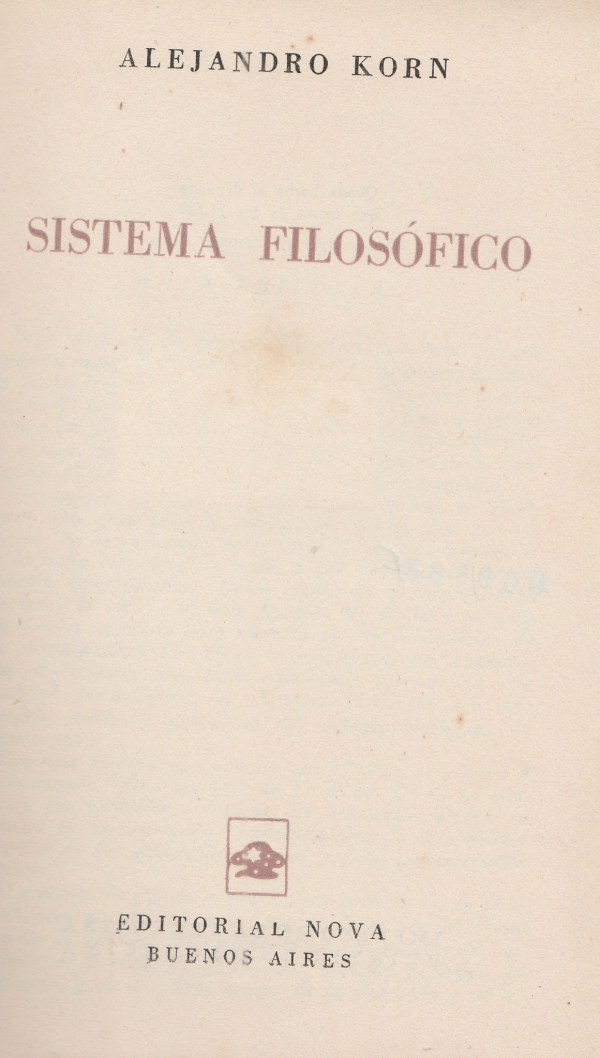 ALEJANDRO KORN
SISTEMA FILOSÓFICO
EDITORIAL NOVA
BUENOS AIRES